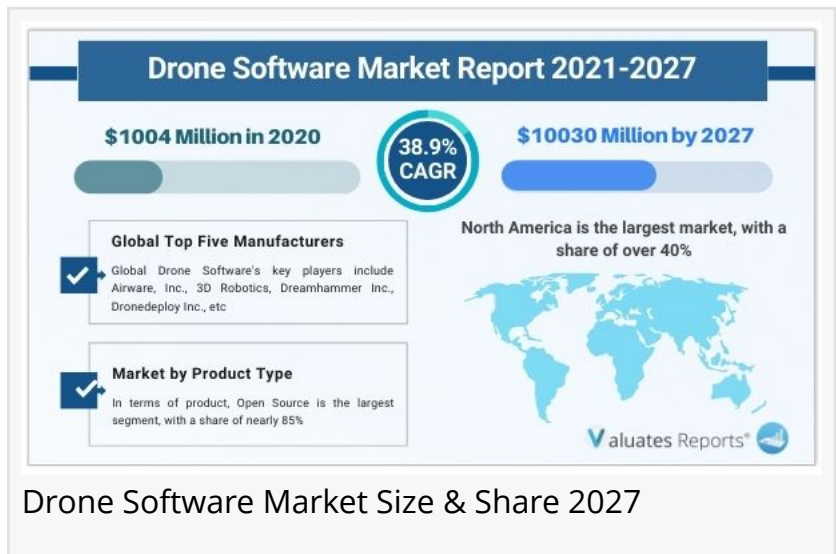 Drone Software Market Report 2021-2027
$1004 Million in 2020
38.9%
CAGR
$10030 Million by 2027
Global Top Five Manufacturers
Global Drone Software's key players include
Airware, Inc., 3D Robotics, Dreamhammer Inc.,
Dronedeploy Inc., etc
North America is the largest market, with a
share of over 40%
Market by Product Type
In terms of product, Open Source is the largest
segment, with a share of nearly 85%
Valuates Reports®
Drone Software Market Size & Share 2027